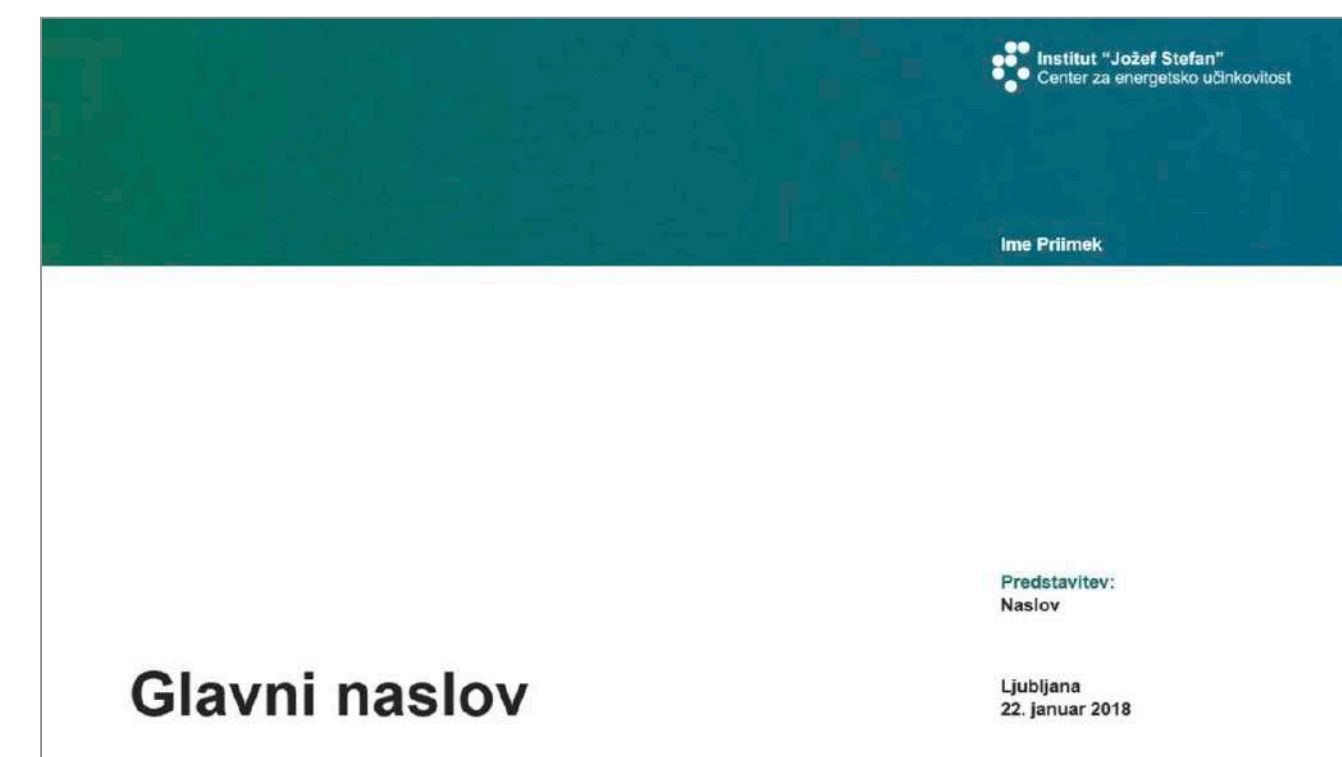 Institut "Jožef Stefan"
Center za energetsko učinkovitost
Ime Priimek
Predstavitev:
Naslov
Glavni naslov
Ljubljana
22. januar 2018